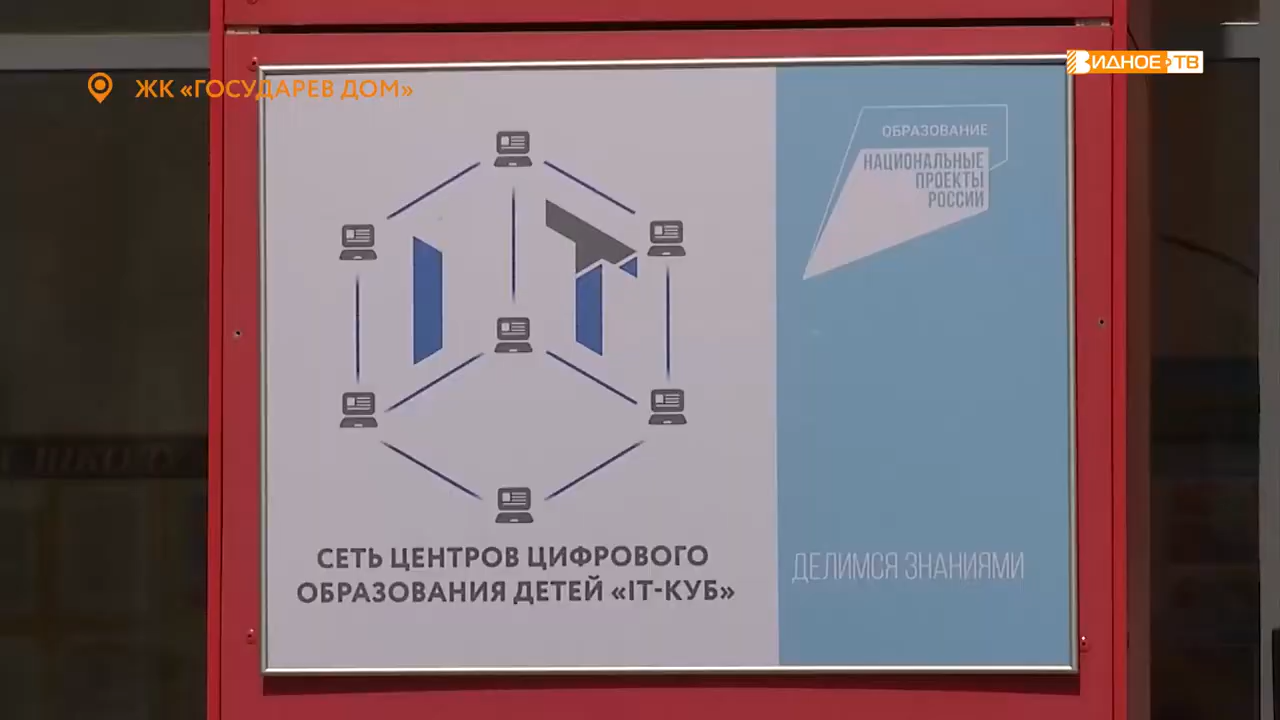 ЖК «ГОСУДАРЕВ ДОМ»
ВИДНОЕ ТВ
IT
СЕТЬ ЦЕНТРОВ ЦИФРОВОГО
ОБРАЗОВАНИЯ ДЕТЕЙ «IT-КУБ»
ОБРАЗОВАНИЕ
НАЦИОНАЛЬНЫЕ
ПРОЕКТЫ
РОССИИ
ДЕЛИМСЯ ЗНАНИЯМИ